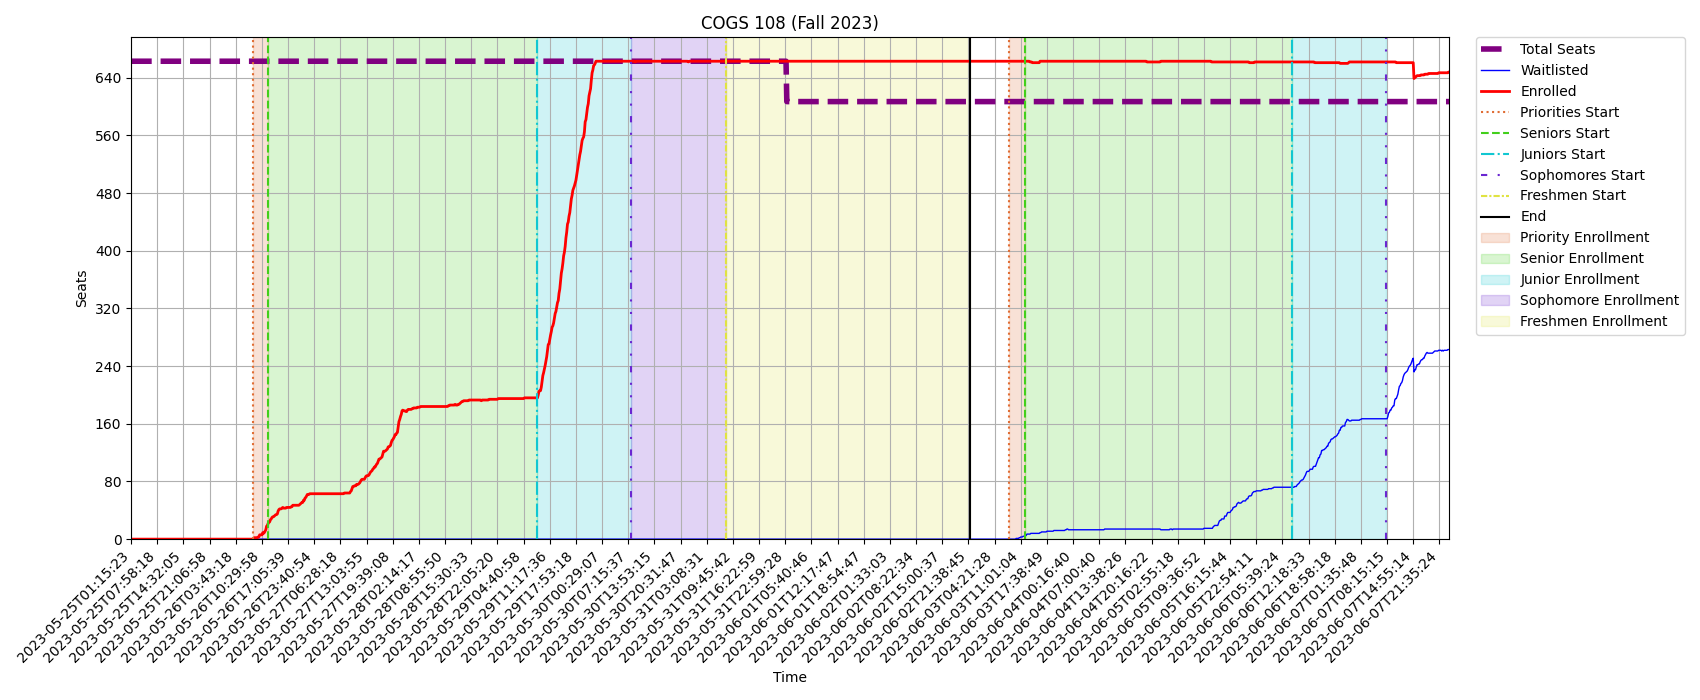 COGS 108 (Fall 2023)
Total Seats
Waitlisted
Enrolled
Priorities Start
Seniors Start
Juniors Start
Sophomores Start
Freshmen Start
End
Priority Enrollment
Senior Enrollment
Junior Enrollment
Sophomore Enrollment
Freshmen Enrollment
Seats
640
560
480
400
320
240
160
80
0
2023-05-25T01:15:23
2023-05-25T07:58:18
2023-05-25T14:32:05
2023-05-25T21:06:58
2023-05-26T03:43:18
2023-05-26T10:29:58
2023-05-26T17:05:39
2023-05-26T23:40:54
2023-05-27T06:28:18
2023-05-27T13:03:55
2023-05-27T19:39:08
2023-05-28T02:14:17
2023-05-28T08:55:50
2023-05-28T15:30:33
2023-05-28T22:05:20
2023-05-29T04:40:58
2023-05-29T11:17:36
2023-05-29T17:53:18
2023-05-30T00:29:07
2023-05-30T07:15:37
2023-05-30T13:53:15
2023-05-30T20:31:47
2023-05-31T03:08:31
2023-05-31T09:45:42
2023-05-31T16:22:59
2023-05-31T22:59:28
2023-06-01T05:40:46
2023-06-01T12:17:47
2023-06-01T18:54:47
2023-06-02T01:33:03
2023-06-02T08:22:34
2023-06-02T15:00:37
2023-06-02T21:38:45
2023-06-03T04:21:28
2023-06-03T11:01:04
2023-06-03T17:38:49
2023-06-04T00:16:40
2023-06-04T07:00:40
2023-06-04T13:38:26
2023-06-04T20:16:22
2023-06-05T02:55:18
2023-06-05T09:36:52
2023-06-05T16:15:44
2023-06-05T22:54:11
2023-06-06T05:39:24
2023-06-06T12:18:33
2023-06-06T18:58:18
2023-06-07T01:35:48
2023-06-07T08:15:15
2023-06-07T14:55:14
2023-06-07T21:35:24
Time